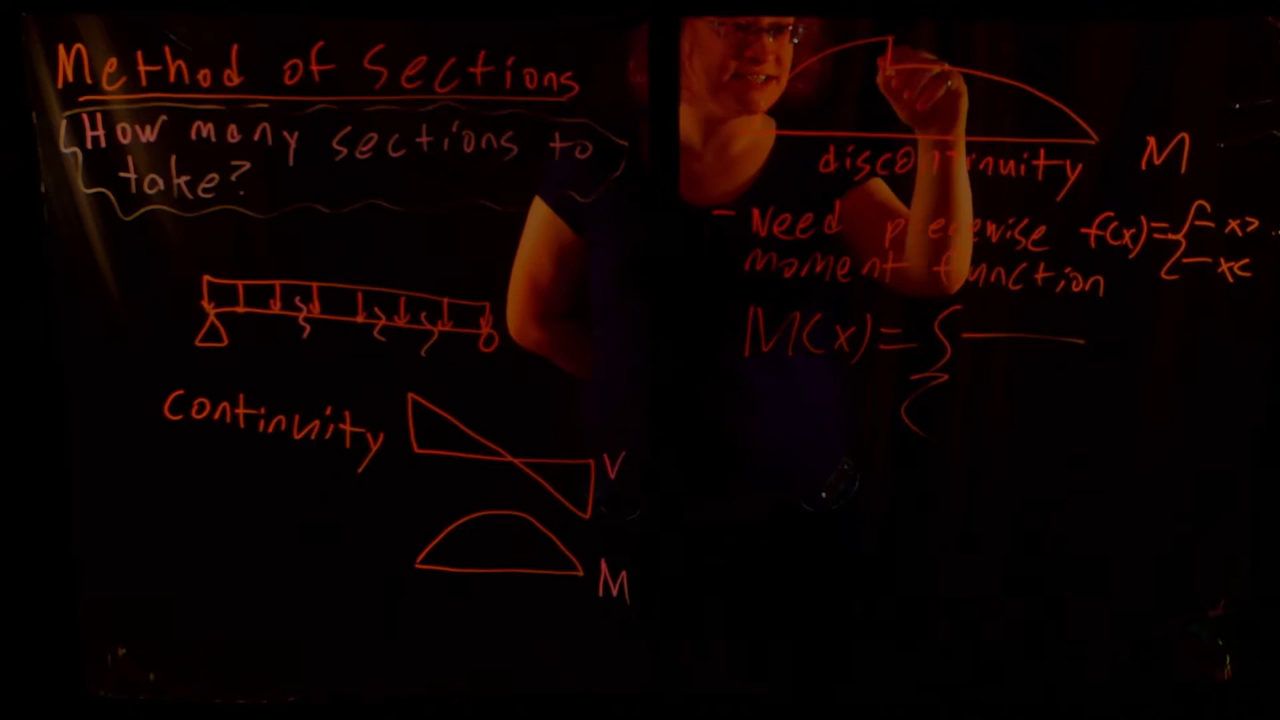 Method of Sections
How many sections to
take?
continuity
V
M
M
discontinuity
- Need piecewise f(x)={- x>
moment function - x<
M(x)={